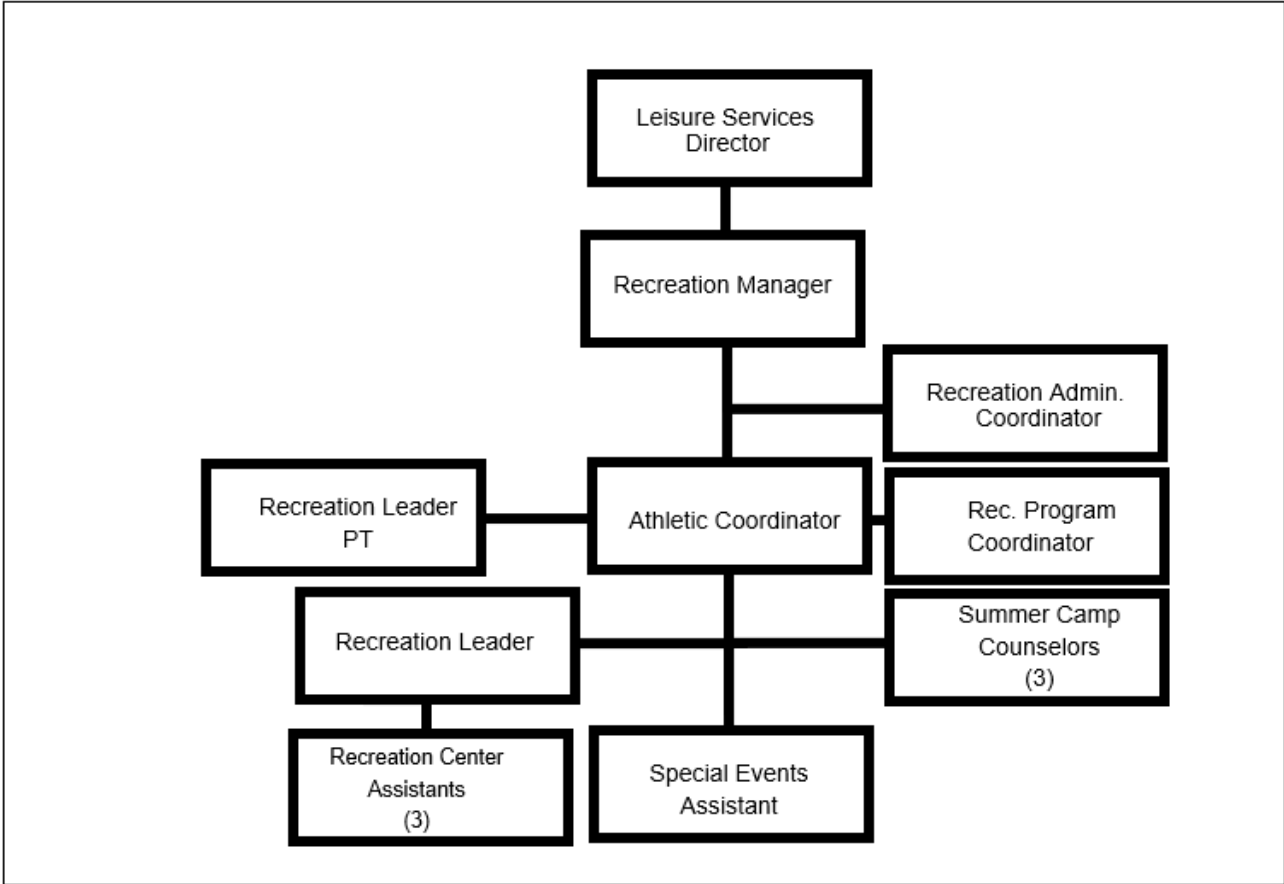 Leisure Services
Director
Recreation Manager
Recreation Admin.
Coordinator
Recreation Leader
PT
Athletic Coordinator
Rec. Program
Coordinator
Recreation Leader
Summer Camp
Counselors
(3)
Recreation Center
Assistants
(3)
Special Events
Assistant